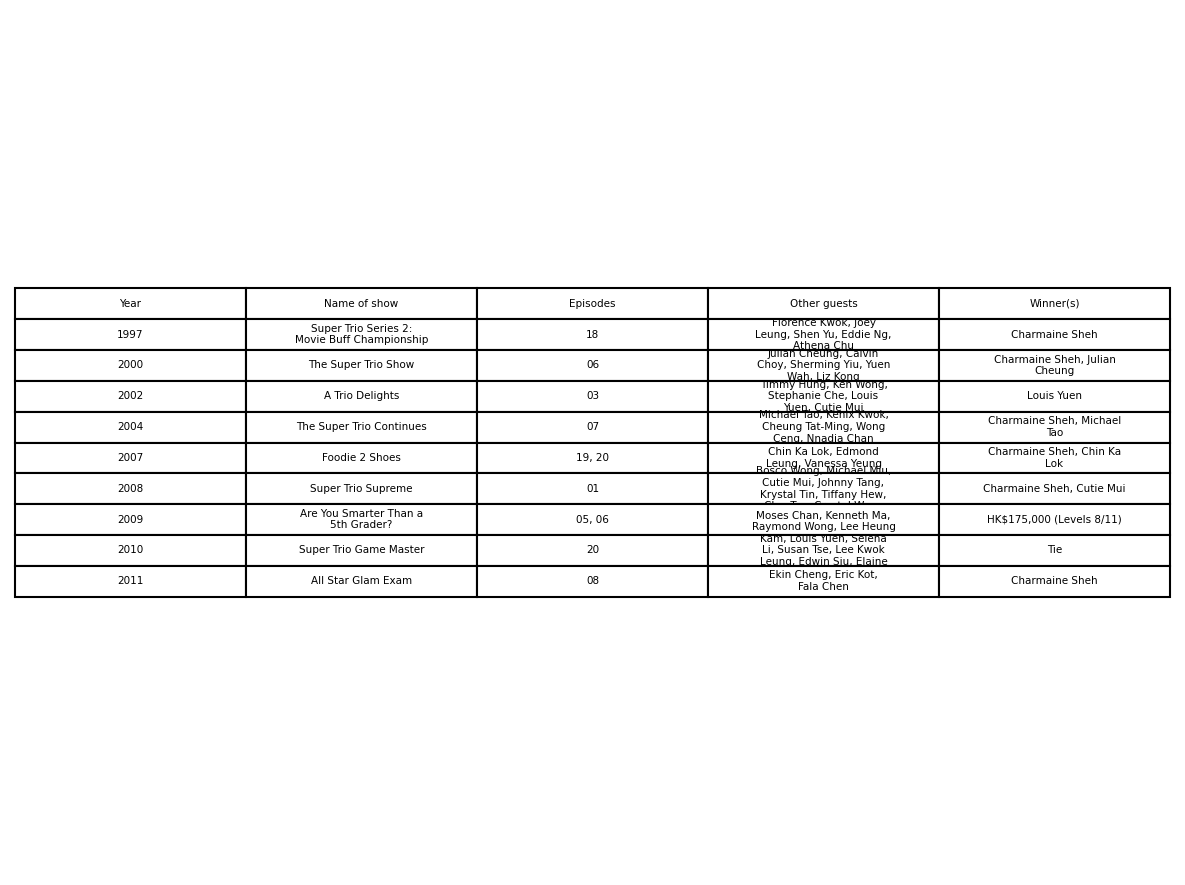 Year
Name of show
Episodes
Other guests
Winner(s)
1997
Super Trio Series 2:
Movie Buff Championship
18
Florence Kwok, Joey
Leung, Shen Yu, Eddie Ng,
Athena Chu
Charmaine Sheh
2000
The Super Trio Show
06
Julian Cheung, Calvin
Choy, Sherming Yiu, Yuen
Wah, Liz Kong
Charmaine Sheh, Julian
Cheung
2002
A Trio Delights
03
Timmy Hung, Ken Wong,
Stephanie Che, Louis
Yuen, Cutie Mui
Louis Yuen
2004
The Super Trio Continues
07
Michael Tao, Kenix Kwok,
Cheung Tat-Ming, Wong
Ceng, Nnadia Chan
Charmaine Sheh, Michael
Tao
2007
Foodie 2 Shoes
19, 20
Chin Ka Lok, Edmond
Leung, Vanessa Yeung
Charmaine Sheh, Chin Ka
Lok
2008
Super Trio Supreme
01
Bosco Wong, Michael Miu,
Cutie Mui, Johnny Tang,
Krystal Tin, Tiffany Hew,
Charmaine Sheh, Cutie Mui
2009
Are You Smarter Than a
5th Grader?
05, 06
Moses Chan, Kenneth Ma,
Raymond Wong, Lee Heung
HK$175,000 (Levels 8/11)
2010
Super Trio Game Master
20
Kam, Louis Yuen, Selena
Li, Susan Tse, Lee Kwok
Leung, Edwin Siu, Elaine
Tie
2011
All Star Glam Exam
08
Ekin Cheng, Eric Kot,
Fala Chen
Charmaine Sheh